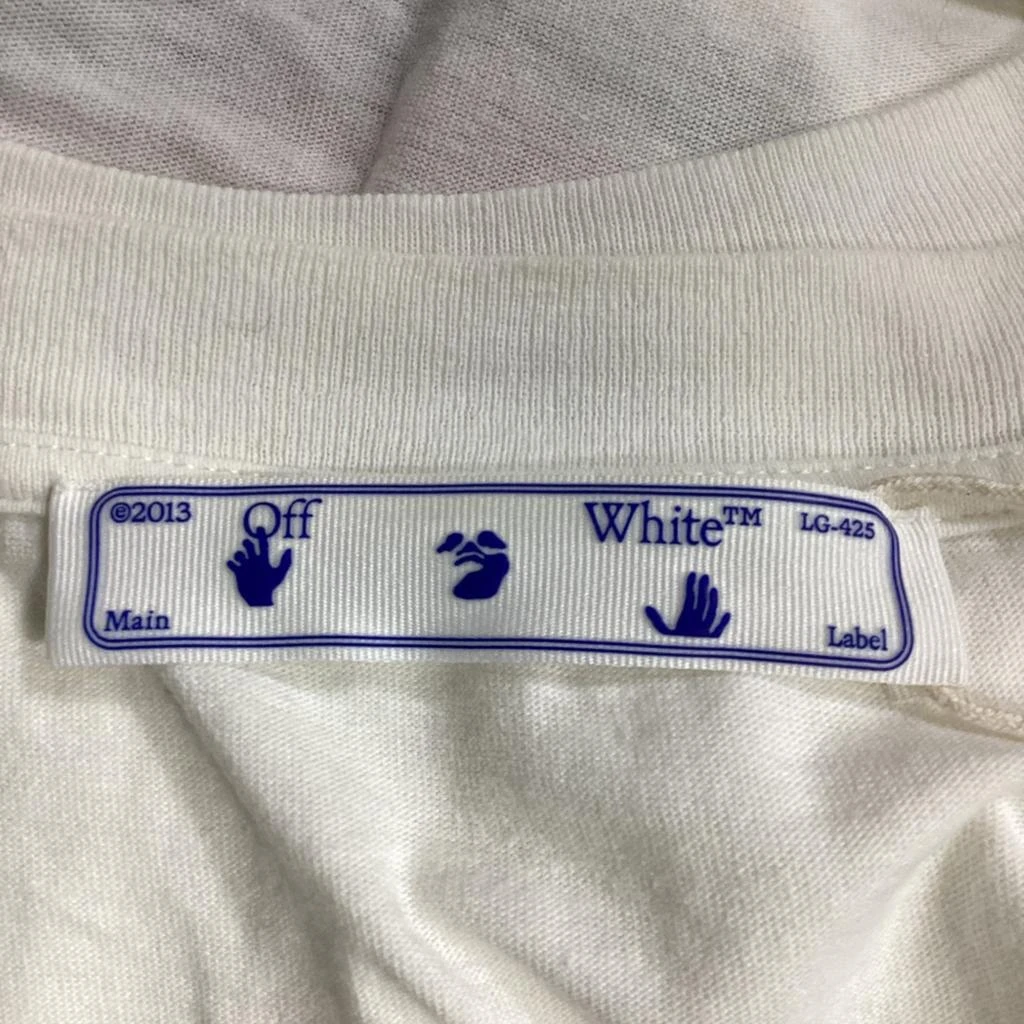 ©2013 Off White™ LG-425
Main Label